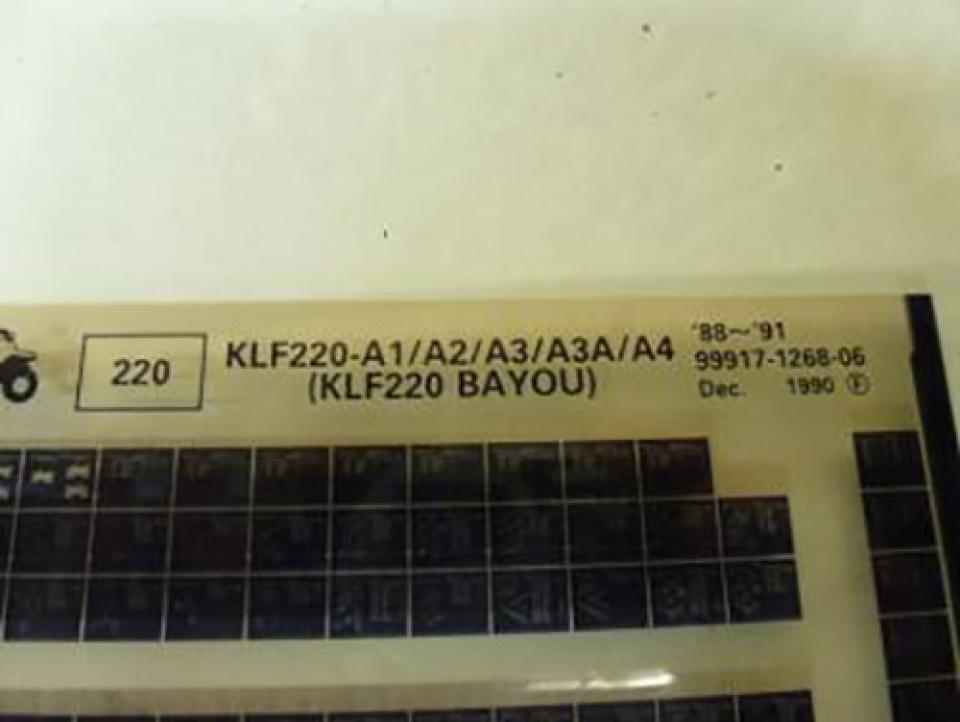 220
KLF220-A1/A2/A3/A3A/A4
(KLF220 BAYOU)
'88~'91
99917-1268-06
Dec. 1990 Ⓕ